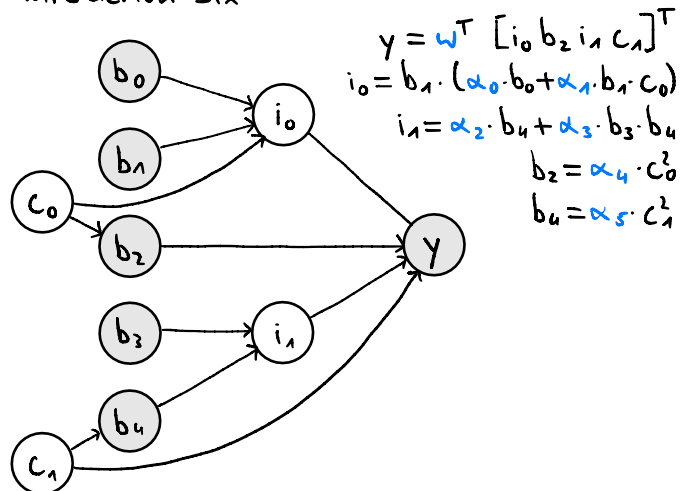 y = wᵀ [i₀ b₂ i₁ c₁]ᵀ
i₀ = b₁ · (α₀·b₀ + α₁·b₁·c₀)
i₁ = α₂·b₄ + α₃·b₃·b₄
b₂ = α₄·c₀²
b₄ = α₅·c₁²
b₀
i₀
b₁
c₀
b₂
y
b₃
i₁
b₄
c₁